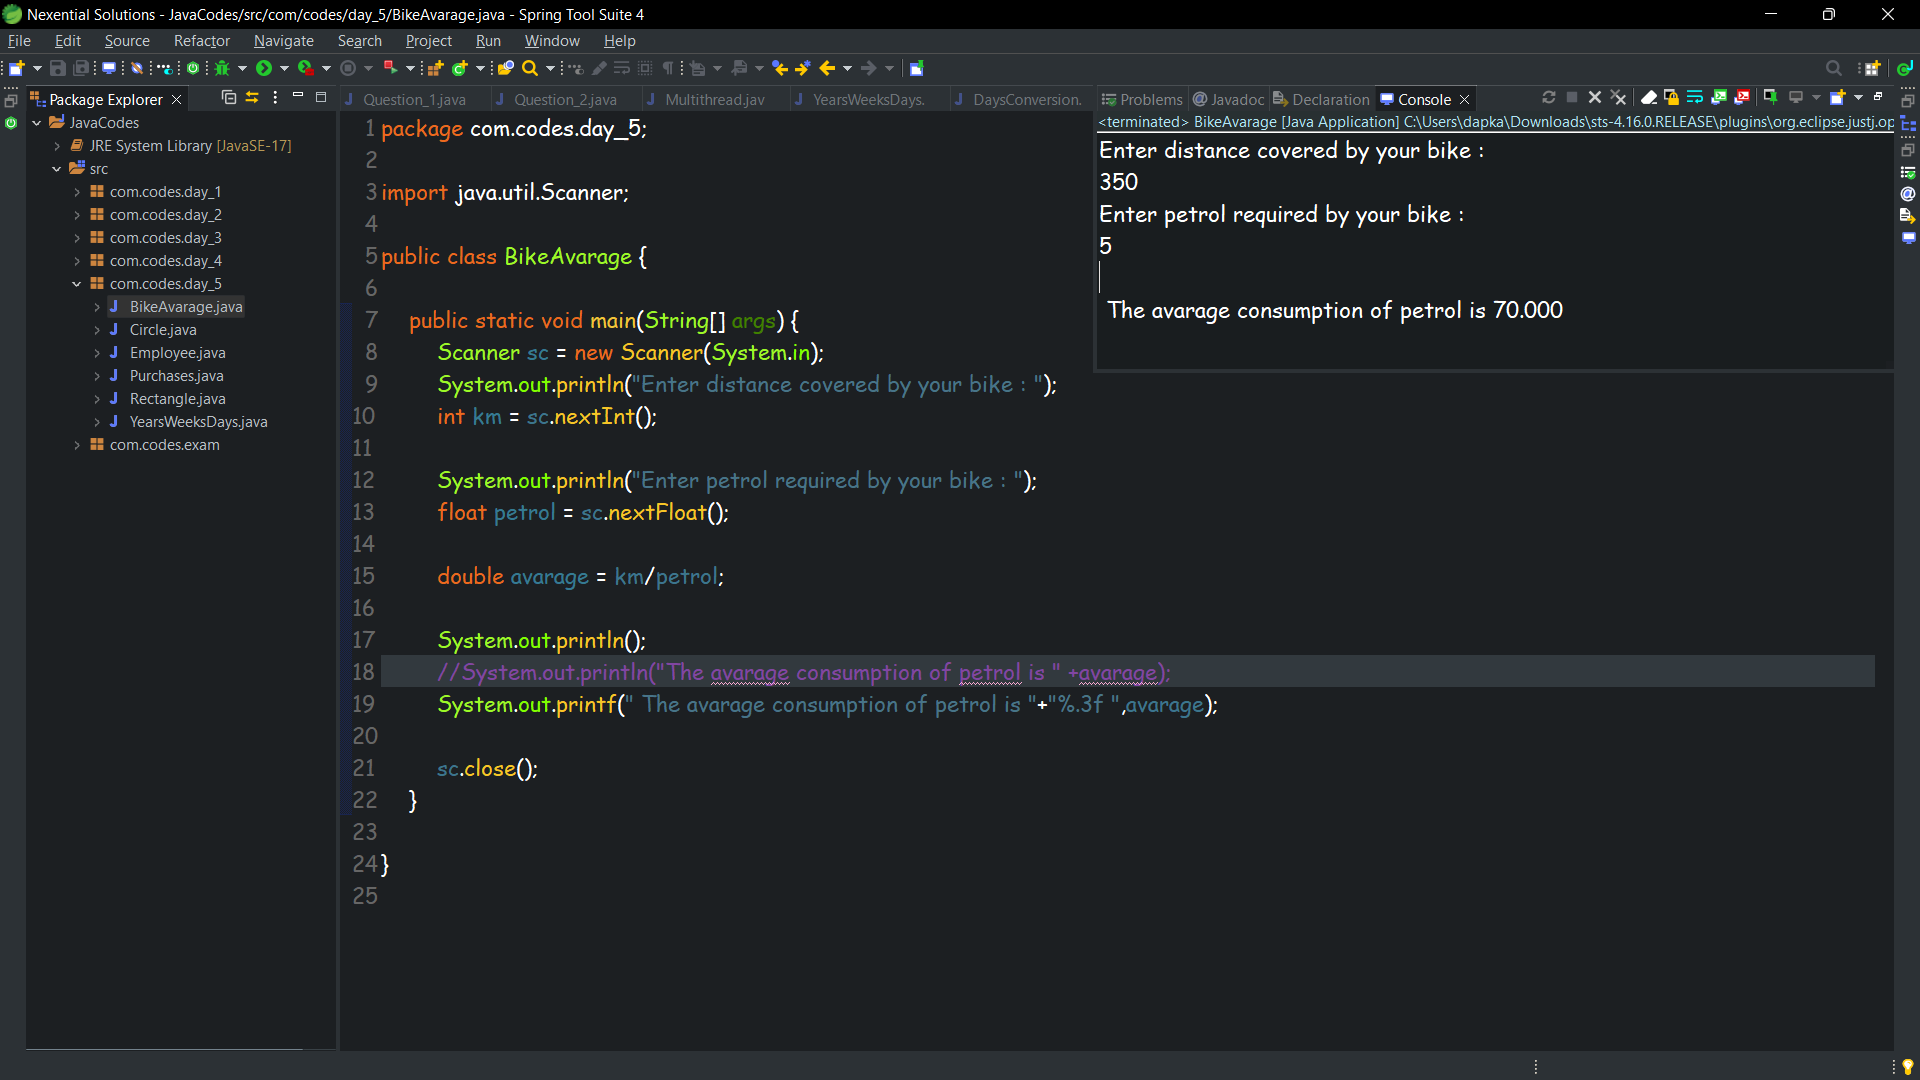 Nexential Solutions - JavaCodes/src/com/codes/day_5/BikeAvarage.java - Spring Tool Suite 4
File Edit Source Refactor Navigate Search Project Run Window Help
Package Explorer
JavaCodes
JRE System Library [JavaSE-17]
src
com.codes.day_1
com.codes.day_2
com.codes.day_3
com.codes.day_4
com.codes.day_5
BikeAvarage.java
Circle.java
Employee.java
Purchases.java
Rectangle.java
YearsWeeksDays.java
com.codes.exam
Question_1.java Question_2.java Multithread.jav YearsWeeksDays. DaysConversion.
1 package com.codes.day_5;
2
3 import java.util.Scanner;
4
5 public class BikeAvarage {
6
7 public static void main(String[] args) {
8 Scanner sc = new Scanner(System.in);
9 System.out.println("Enter distance covered by your bike : ");
10 int km = sc.nextInt();
11
12 System.out.println("Enter petrol required by your bike : ");
13 float petrol = sc.nextFloat();
14
15 double avarage = km/petrol;
16
17 System.out.println();
18 //System.out.println("The avarage consumption of petrol is " +avarage);
19 System.out.printf(" The avarage consumption of petrol is "+"%.3f ",avarage);
20
21 sc.close();
22 }
23
24 }
25
Problems Javadoc Declaration Console
<terminated> BikeAvarage [Java Application] C:\Users\dapka\Downloads\sts-4.16.0.RELEASE\plugins\org.eclipse.justj.op
Enter distance covered by your bike :
350
Enter petrol required by your bike :
5
The avarage consumption of petrol is 70.000